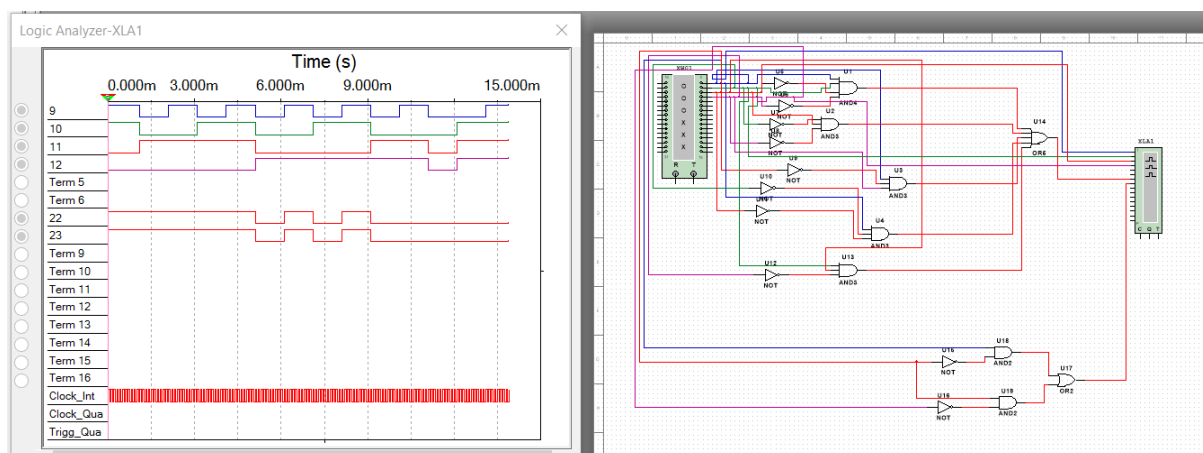 Logic Analyzer-XLA1
Time (s)
0.000m 3.000m 6.000m 9.000m 15.000m
9
10
11
12
Term 5
Term 6
22
23
Term 9
Term 10
Term 11
Term 12
Term 13
Term 14
Term 15
Term 16
Clock_Int
Clock_Qua
Trigg_Qua
XWG1
O
O
O
X
X
X
R T
U6
NOT
U1
AND4
NOT
U2
AND3
NOT
U9
NOT
U3
AND3
U10
NOT
U4
AND3
U12
NOT
U13
AND3
U14
XLA1
C Q T
U15
NOT
U18
AND2
U16
NOT
U19
AND2
U17
OR2